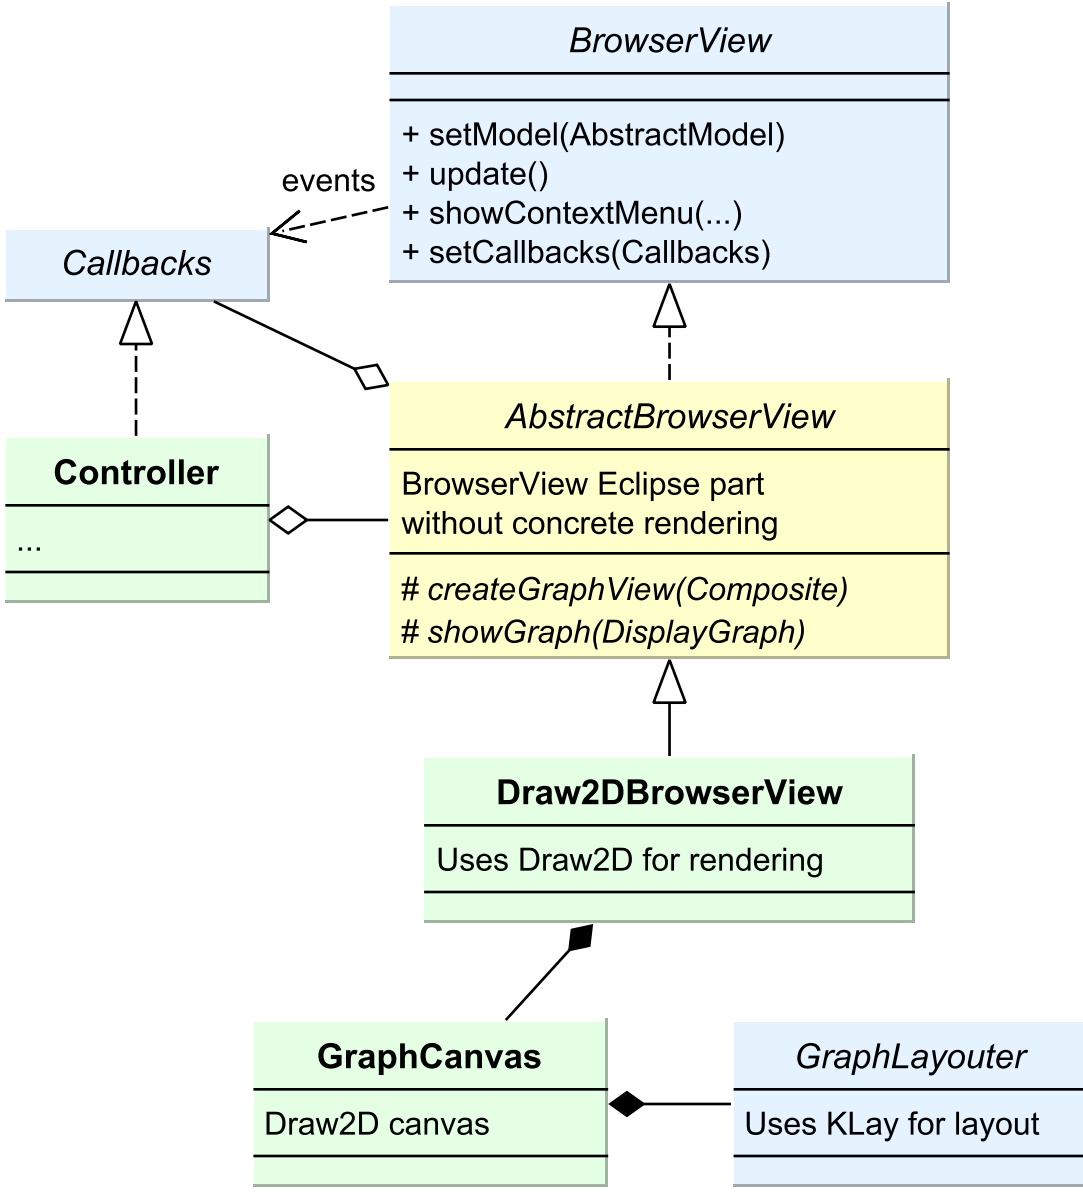 BrowserView
+ setModel(AbstractModel)
+ update()
+ showContextMenu(...)
+ setCallbacks(Callbacks)
events
Callbacks
AbstractBrowserView
BrowserView Eclipse part
without concrete rendering
# createGraphView(Composite)
# showGraph(DisplayGraph)
Controller
...
Draw2DBrowserView
Uses Draw2D for rendering
GraphCanvas
Draw2D canvas
GraphLayouter
Uses KLay for layout